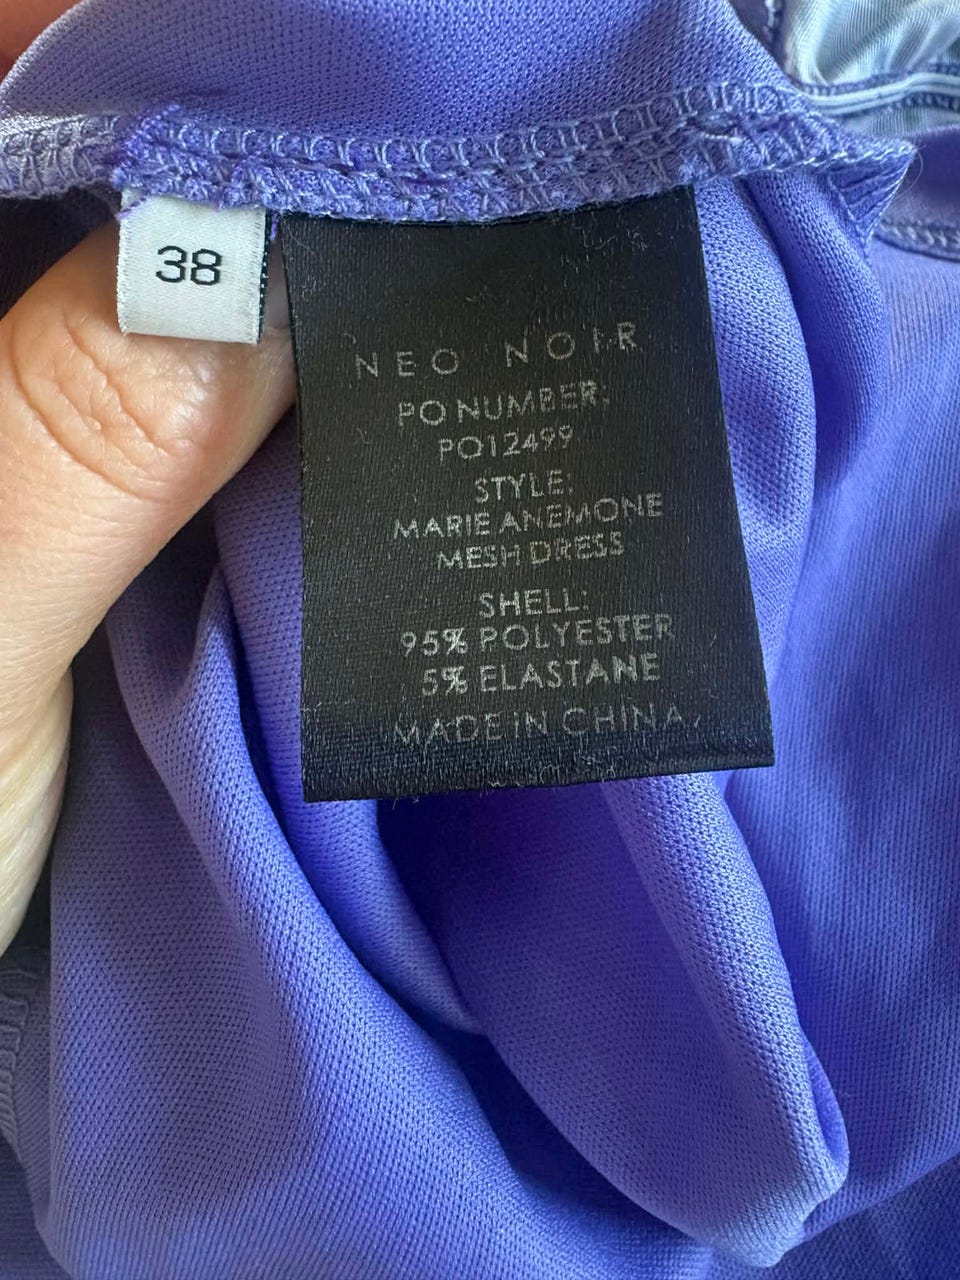 38
NEO NOIR
PO NUMBER:
PO12499
STYLE:
MARIE ANEMONE
MESH DRESS
SHELL:
95% POLYESTER
5% ELASTANE
MADE IN CHINA